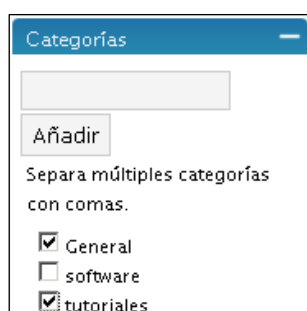 Categorías
Añadir
Separa múltiples categorías
con comas.
General
software
tutoriales